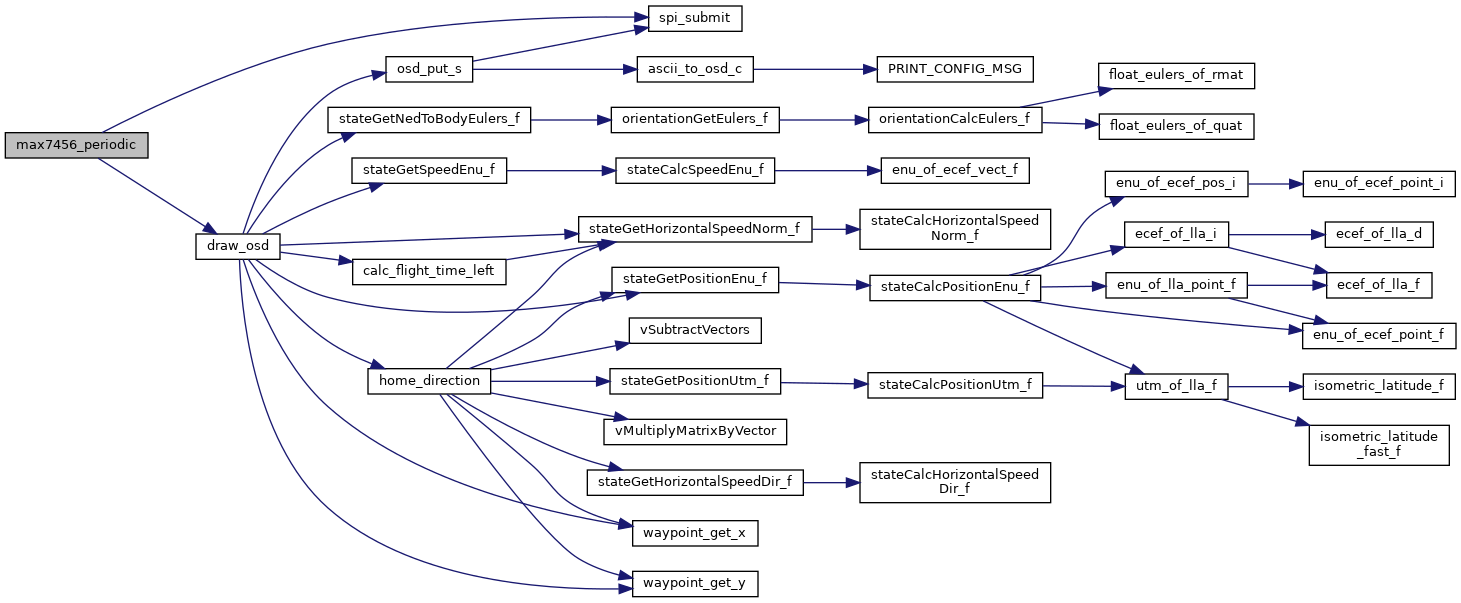 max7456_periodic
spi_submit
draw_osd
osd_put_s
ascii_to_osd_c
PRINT_CONFIG_MSG
stateGetNedToBodyEulers_f
orientationGetEulers_f
orientationCalcEulers_f
float_eulers_of_rmat
float_eulers_of_quat
stateGetSpeedEnu_f
stateCalcSpeedEnu_f
enu_of_ecef_vect_f
stateGetHorizontalSpeedNorm_f
stateCalcHorizontalSpeed
Norm_f
calc_flight_time_left
stateGetPositionEnu_f
stateCalcPositionEnu_f
enu_of_ecef_pos_i
enu_of_ecef_point_i
ecef_of_lla_i
ecef_of_lla_d
enu_of_lla_point_f
ecef_of_lla_f
enu_of_ecef_point_f
home_direction
vSubtractVectors
stateGetPositionUtm_f
stateCalcPositionUtm_f
utm_of_lla_f
isometric_latitude_f
isometric_latitude
_fast_f
vMultiplyMatrixByVector
stateGetHorizontalSpeedDir_f
stateCalcHorizontalSpeed
Dir_f
waypoint_get_x
waypoint_get_y